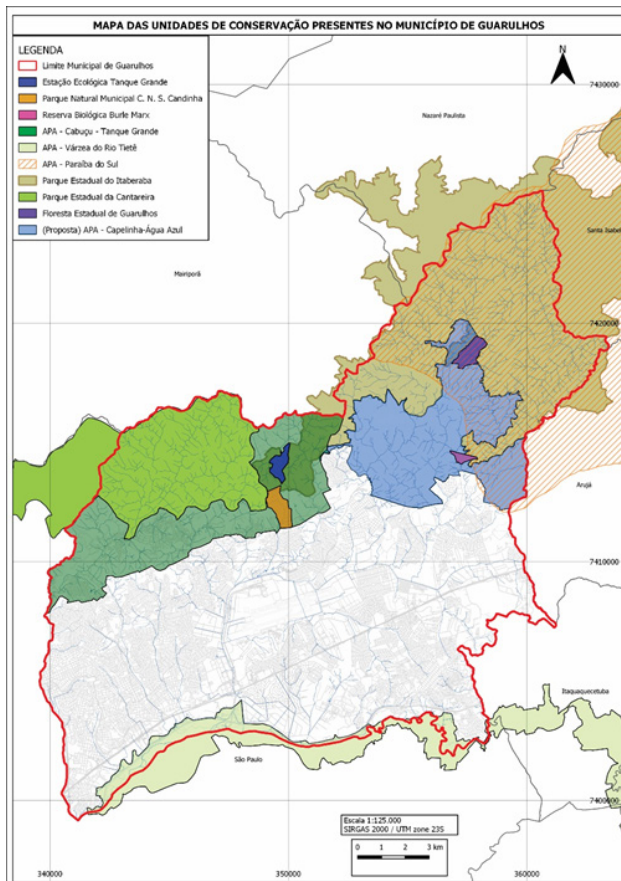 MAPA DAS UNIDADES DE CONSERVAÇÃO PRESENTES NO MUNICÍPIO DE GUARULHOS
LEGENDA
Limite Municipal de Guarulhos
Estação Ecológica Tanque Grande
Parque Natural Municipal C. N. S. Candinha
Reserva Biológica Burle Marx
APA - Cabuçu - Tanque Grande
APA - Várzea do Rio Tietê
APA - Paraíba do Sul
Parque Estadual do Itaberaba
Parque Estadual da Cantareira
Floresta Estadual de Guarulhos
(Proposta) APA - Capelinha-Água Azul
N
7430000
Nazaré Paulista
Santa Isabel
Mairiporã
7420000
Arujá
7410000
Itaquaquecetuba
São Paulo
7400000
Escala 1:125.000
SIRGAS 2000 / UTM zone 23S
0 1 2 3 km
340000 350000 360000